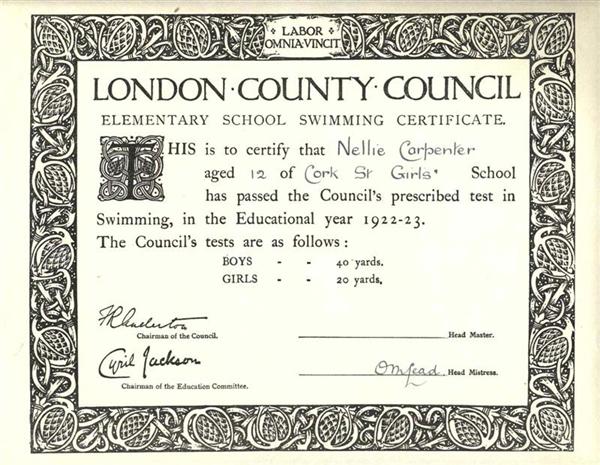 LABOR
OMNIA·VINCIT
LONDON·COUNTY·COUNCIL
ELEMENTARY SCHOOL SWIMMING CERTIFICATE.
THIS is to certify that Nellie Carpenter
aged 12 of Cork St Girls' School
has passed the Council's prescribed test in
Swimming, in the Educational year 1922-23.
The Council's tests are as follows:
BOYS - - 40 yards.
GIRLS - - 20 yards.
Chairman of the Council.
Head Master.
Cyril Jackson
Chairman of the Education Committee.
Head Mistress.